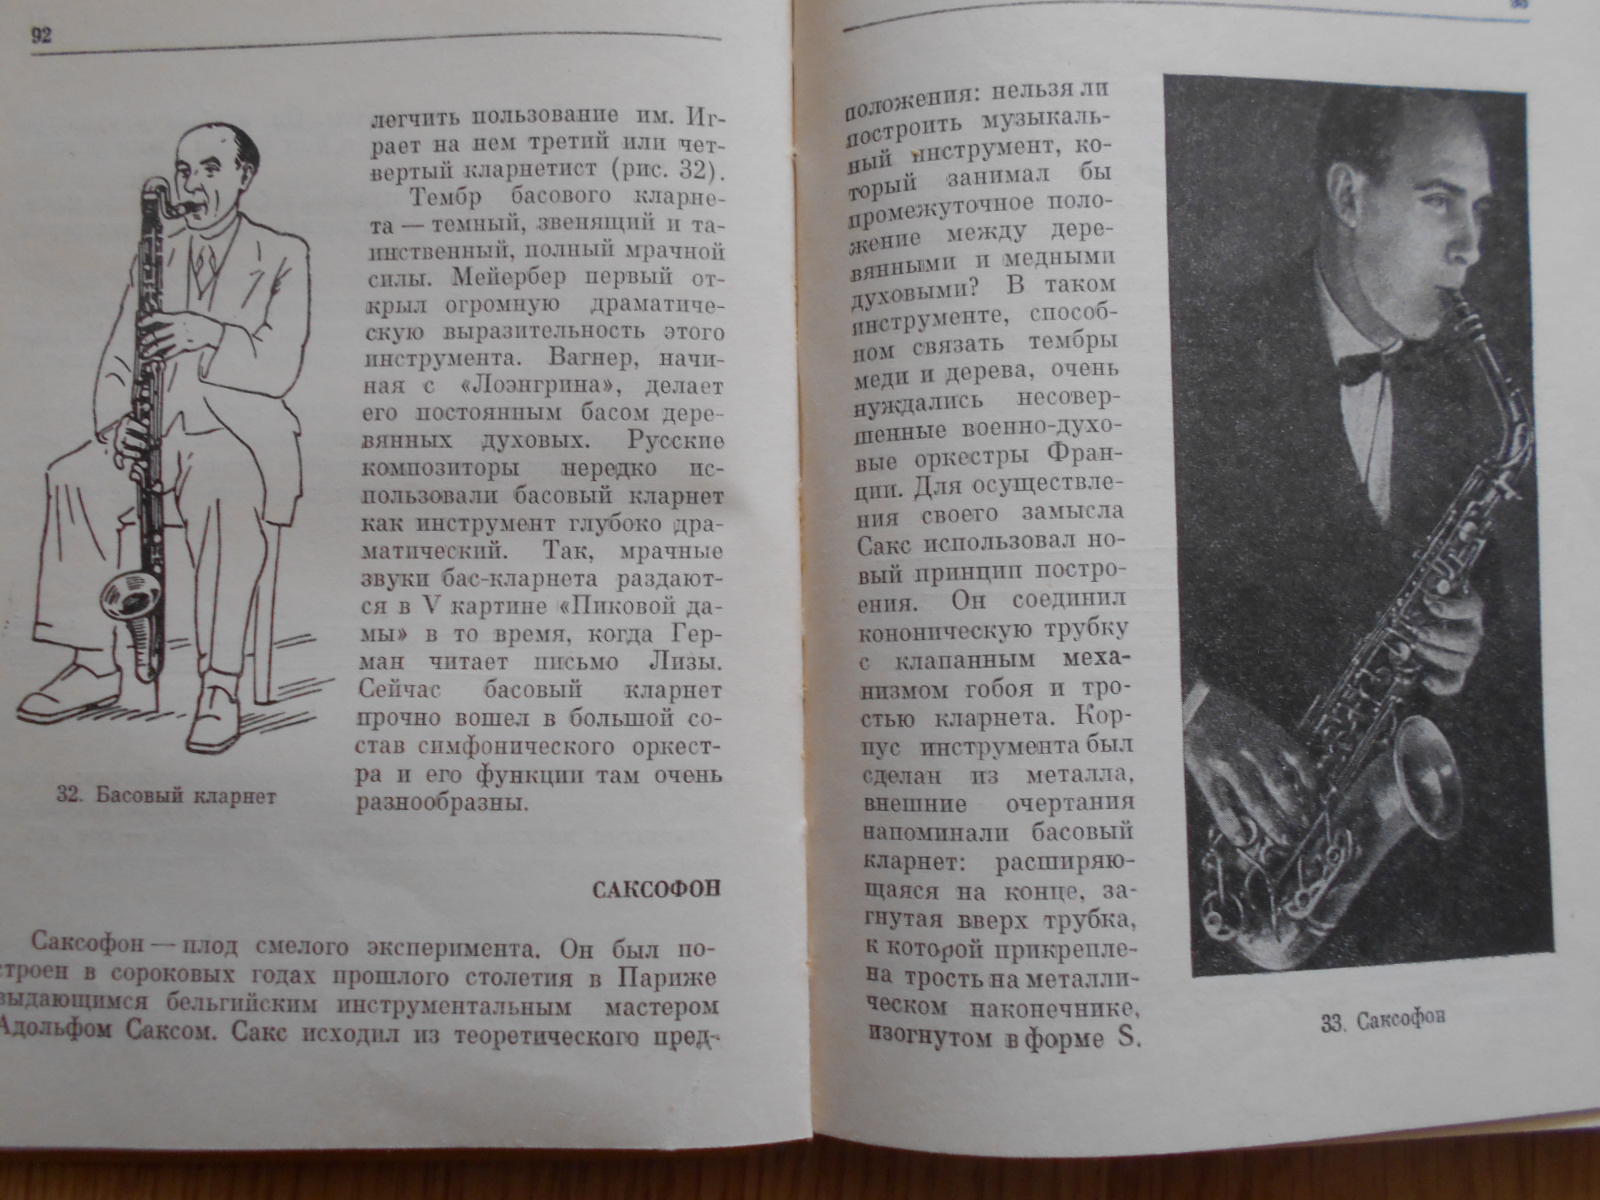 92
легчить пользование им. Иг-
рает на нем третий или чет-
вертый кларнетист (рис. 32).
Тембр басового кларне-
та — темный, звенящий и та-
инственный, полный мрачной
силы. Мейербер первый от-
крыл огромную драматиче-
скую выразительность этого
инструмента. Вагнер, начи-
ная с «Лоэнгрина», делает
его постоянным басом дере-
вянных духовых. Русские
композиторы нередко ис-
пользовали басовый кларнет
как инструмент глубоко дра-
матический. Так, мрачные
звуки бас-кларнета раздают-
ся в V картине «Пиковой да-
мы» в то время, когда Гер-
ман читает письмо Лизы.
Сейчас басовый кларнет
прочно вошел в большой со-
став симфонического оркест-
ра и его функции там очень
разнообразны.
32. Басовый кларнет
САКСОФОН
Саксофон — плод смелого эксперимента. Он был по-
строен в сороковых годах прошлого столетия в Париже
выдающимся бельгийским инструментальным мастером
Адольфом Саксом. Сакс исходил из теоретического пред-
положения: нельзя ли
построить музыкаль-
ный инструмент, ко-
торый занимал бы
промежуточное поло-
жение между дере-
вянными и медными
духовыми? В таком
инструменте, способ-
ном связать тембры
меди и дерева, очень
нуждались несовер-
шенные военно-духо-
вые оркестры Фран-
ции. Для осуществле-
ния своего замысла
Сакс использовал но-
вый принцип постро-
ения. Он соединил
кононическую трубку
с клапанным меха-
низмом гобоя и тро-
стью кларнета. Кор-
пус инструмента был
сделан из металла,
внешние очертания
напоминали басовый
кларнет: расширяю-
щаяся на конце, за-
гнутая вверх трубка,
к которой прикрепле-
на трость на металли-
ческом наконечнике,
изогнутом в форме S.
33. Саксофон